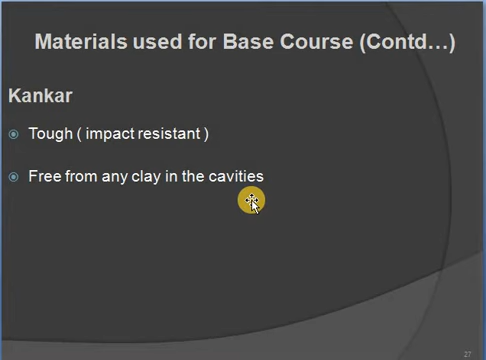 Materials used for Base Course (Contd…)
Kankar
Tough ( impact resistant )
Free from any clay in the cavities
27